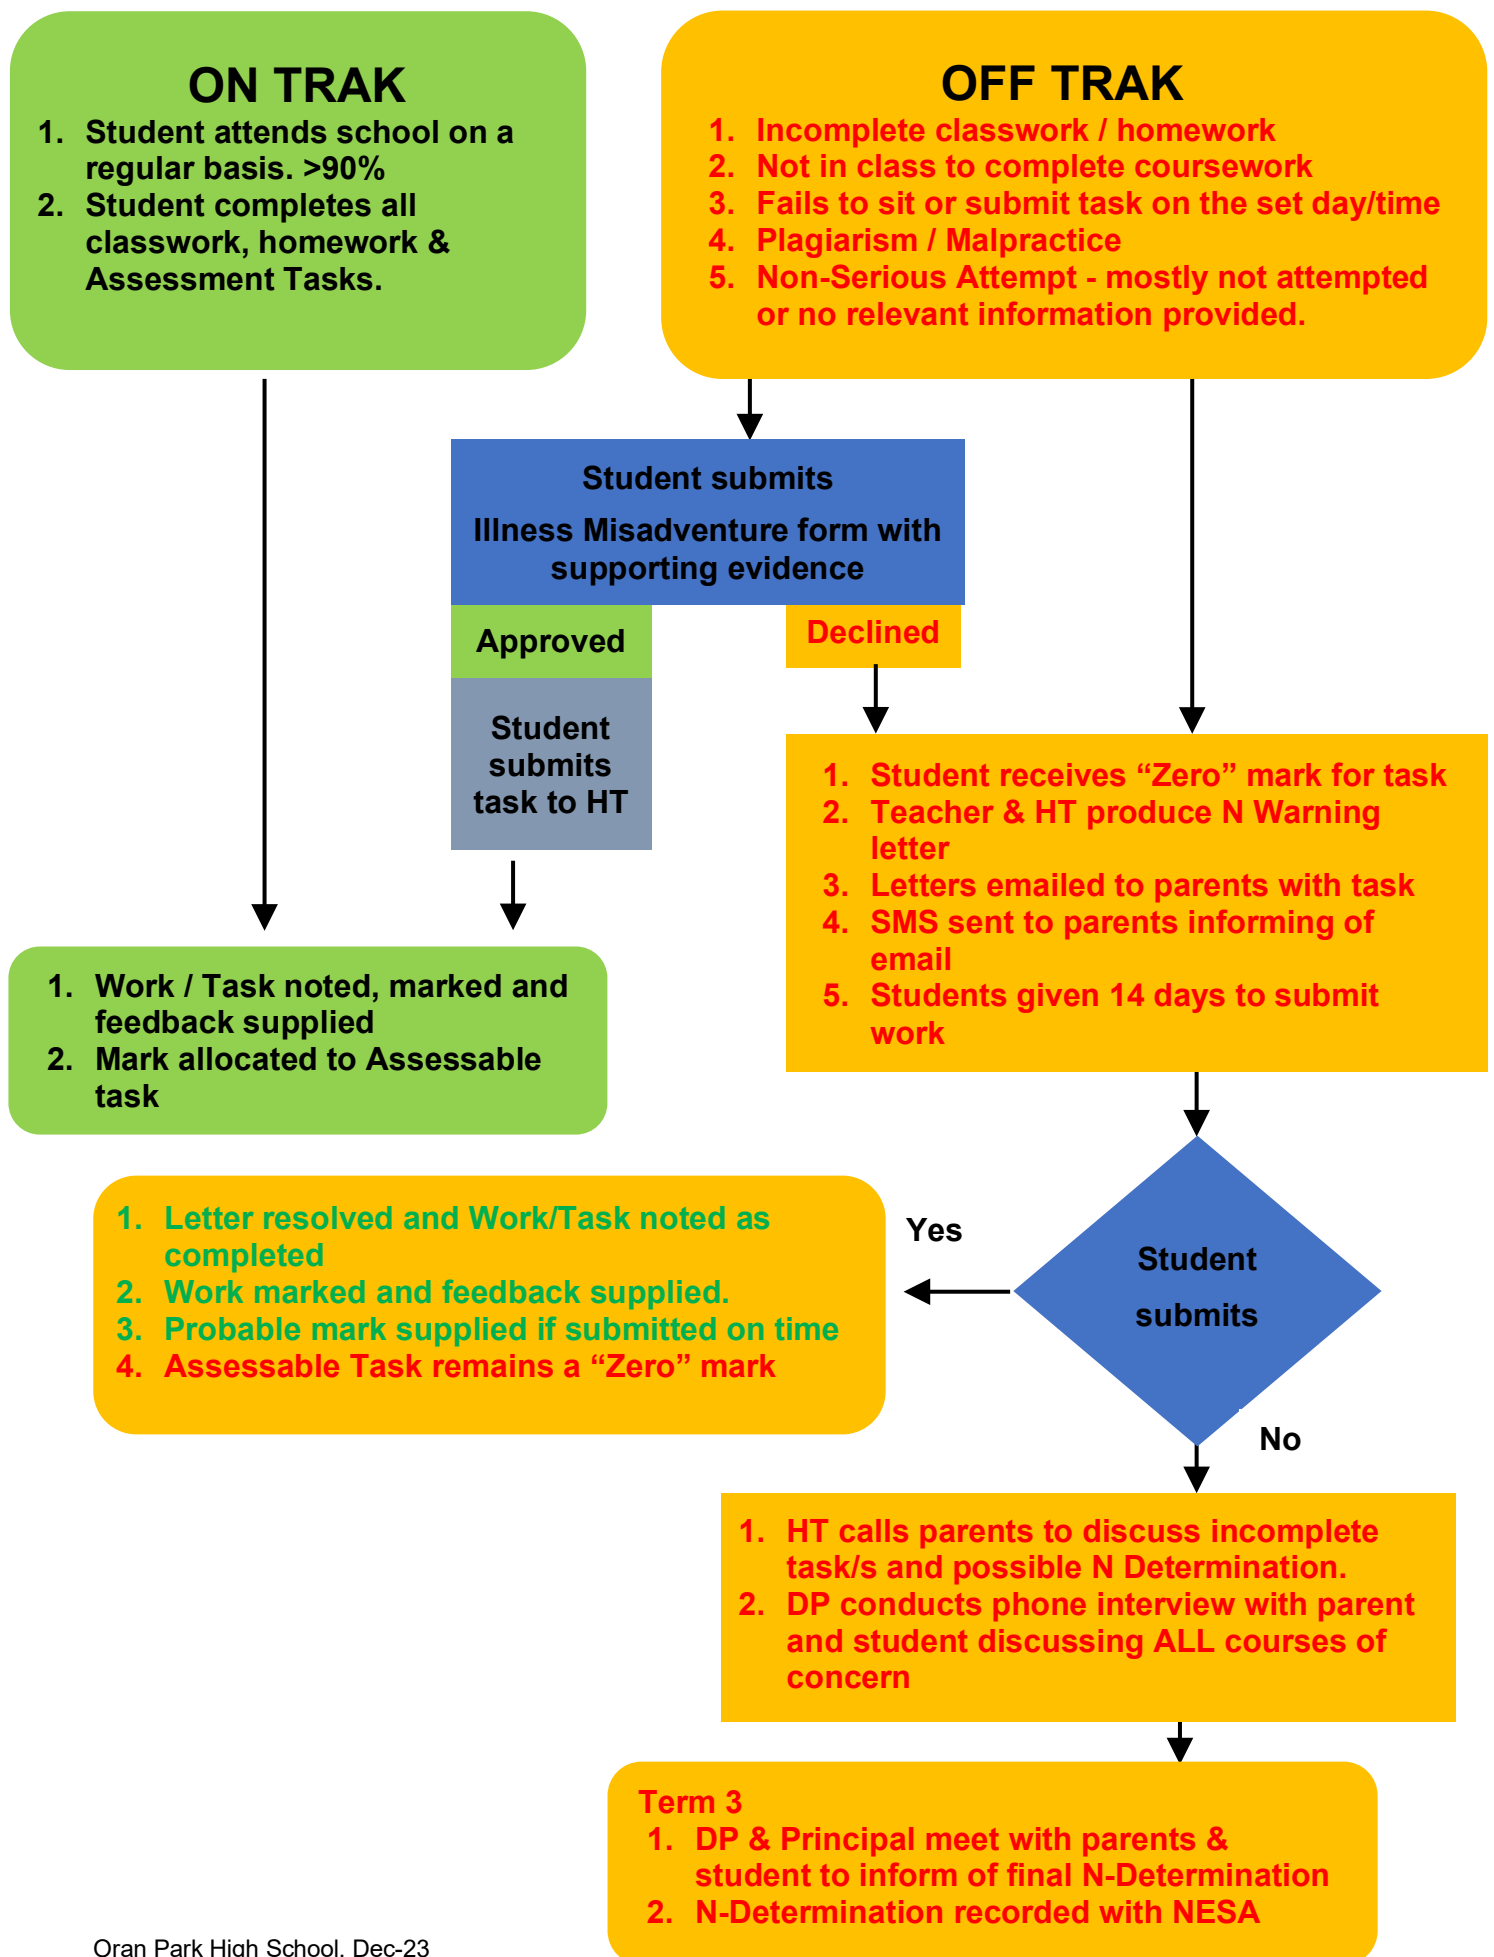 ON TRAK
1. Student attends school on a
regular basis. >90%
2. Student completes all
classwork, homework &
Assessment Tasks.
OFF TRAK
1. Incomplete classwork / homework
2. Not in class to complete coursework
3. Fails to sit or submit task on the set day/time
4. Plagiarism / Malpractice
5. Non-Serious Attempt - mostly not attempted
or no relevant information provided.
Student submits
Illness Misadventure form with
supporting evidence
Approved
Declined
Student
submits
task to HT
1. Student receives “Zero” mark for task
2. Teacher & HT produce N Warning
letter
3. Letters emailed to parents with task
4. SMS sent to parents informing of
email
5. Students given 14 days to submit
work
1. Work / Task noted, marked and
feedback supplied
2. Mark allocated to Assessable
task
Student
submits
Yes
1. Letter resolved and Work/Task noted as
completed
2. Work marked and feedback supplied.
3. Probable mark supplied if submitted on time
4. Assessable Task remains a “Zero” mark
No
1. HT calls parents to discuss incomplete
task/s and possible N Determination.
2. DP conducts phone interview with parent
and student discussing ALL courses of
concern
Term 3
1. DP & Principal meet with parents &
student to inform of final N-Determination
2. N-Determination recorded with NESA
Oran Park High School, Dec-23